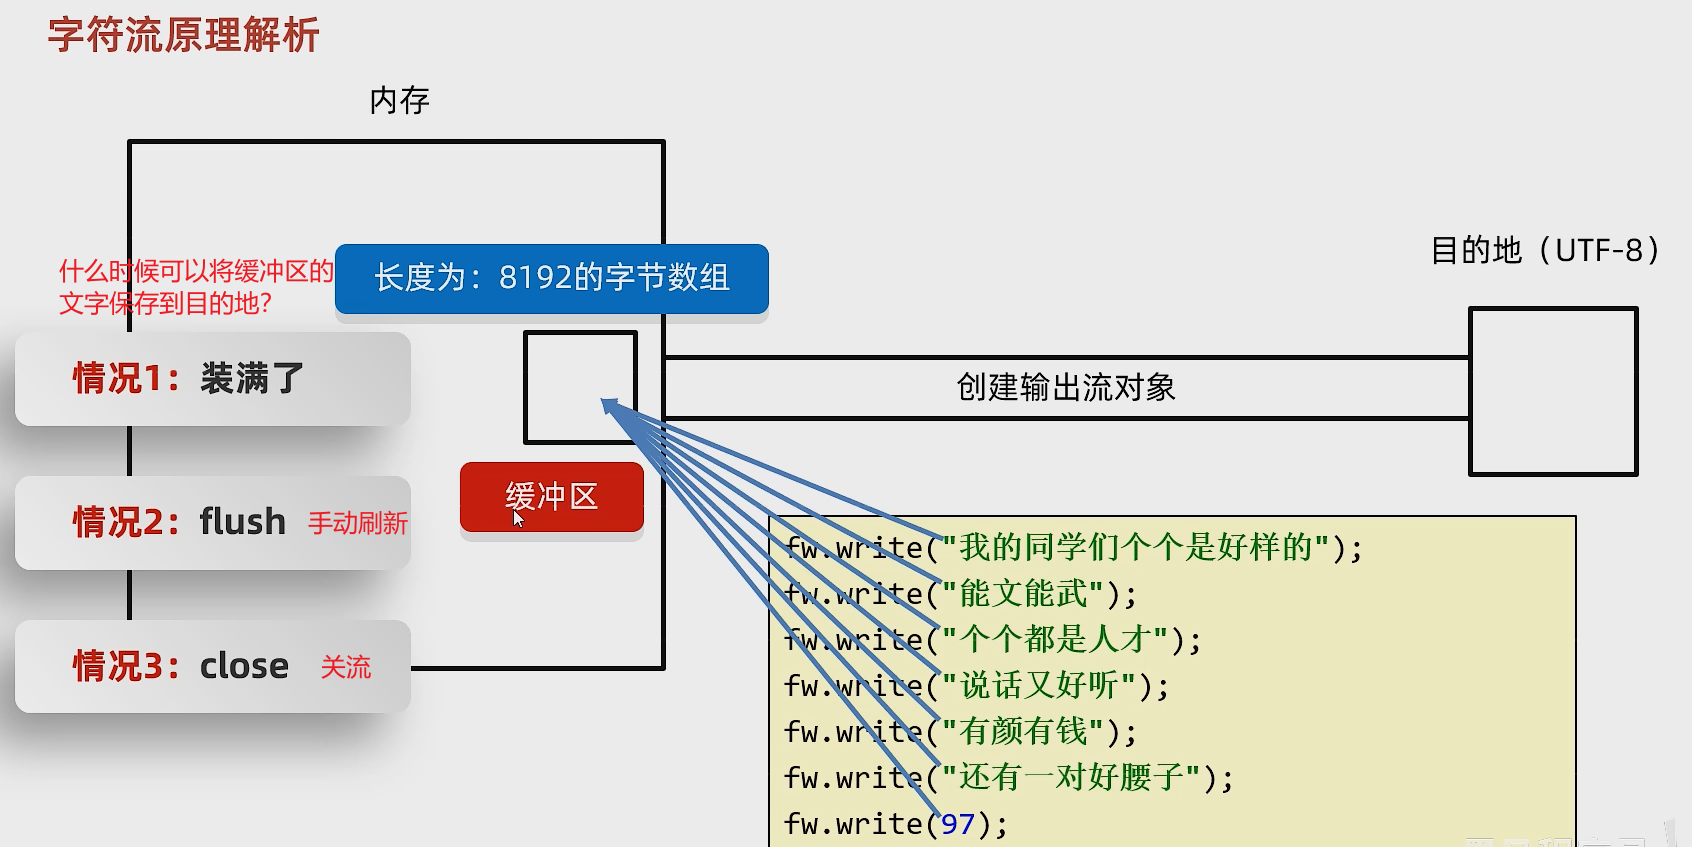 字符流原理解析
内存
目的地（UTF-8）
什么时候可以将缓冲区的
文字保存到目的地?
长度为：8192的字节数组
情况1：装满了
创建输出流对象
情况2：flush 手动刷新
缓冲区
情况3：close 关流
fw.write("我的同学们个个是好样的");
fw.write("能文能武");
fw.write("个个都是人才");
fw.write("说话又好听");
fw.write("有颜有钱");
fw.write("还有一对好腰子");
fw.write(97);